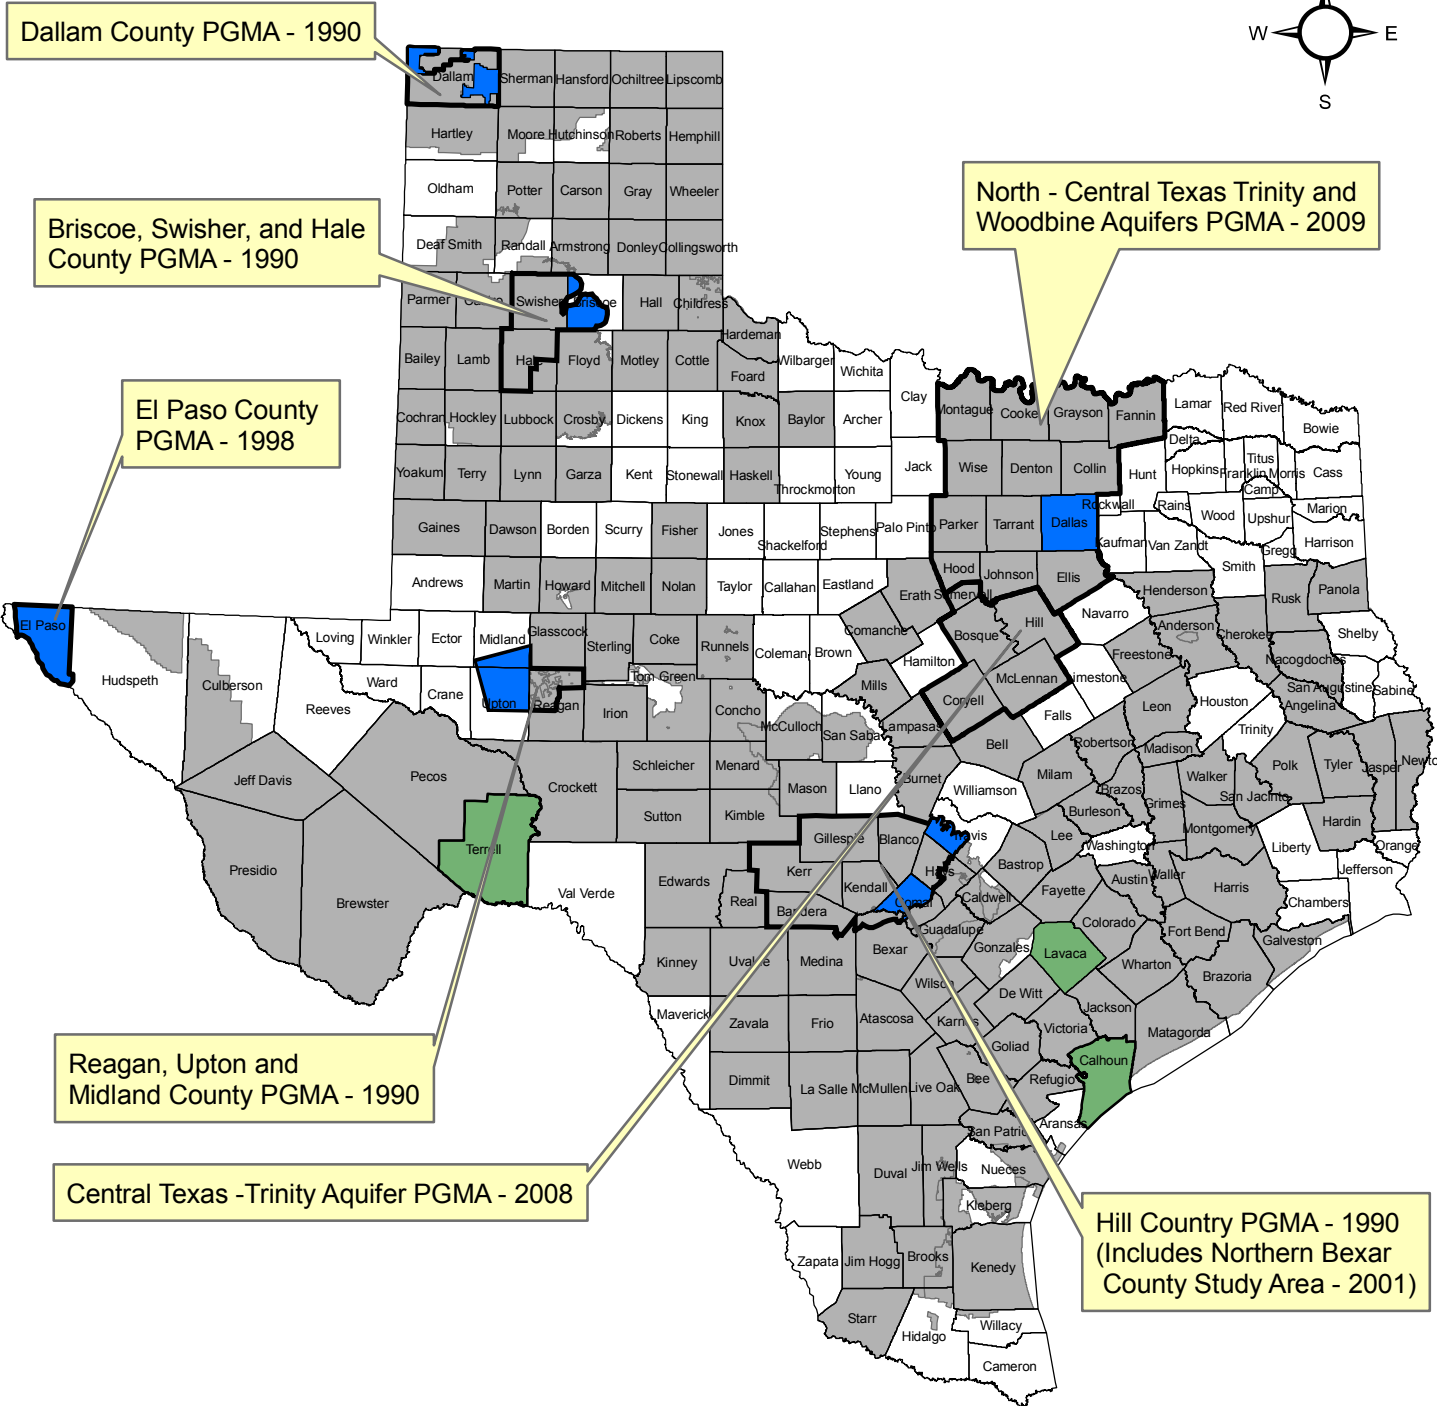 Dallam County PGMA - 1990
W
E
S
Dallam
Sherman
Hansford
Ochiltree
Lipscomb
Hartley
Moore
Hutchinson
Roberts
Hemphill
Oldham
Potter
Carson
Gray
Wheeler
North - Central Texas Trinity and
Woodbine Aquifers PGMA - 2009
Briscoe, Swisher, and Hale
County PGMA - 1990
Deaf Smith
Randall
Armstrong
Donley
Collingsworth
Parmer
Swisher
Hall
Childress
Bailey
Lamb
Hale
Floyd
Motley
Cottle
Hardeman
Foard
Wilbarger
Wichita
Clay
El Paso County
PGMA - 1998
Cochran
Hockley
Lubbock
Crosby
Dickens
King
Knox
Baylor
Archer
Montague
Cooke
Grayson
Fannin
Lamar
Red River
Bowie
Delta
Yoakum
Terry
Lynn
Garza
Kent
Stonewall
Haskell
Throckmorton
Young
Jack
Wise
Denton
Collin
Hunt
Hopkins
Franklin
Titus
Morris
Cass
Camp
Gaines
Dawson
Borden
Scurry
Fisher
Jones
Shackelford
Stephens
Palo Pinto
Parker
Tarrant
Dallas
Rockwall
Rains
Wood
Upshur
Marion
Kaufman
Van Zandt
Gregg
Harrison
Smith
Andrews
Martin
Howard
Mitchell
Nolan
Taylor
Callahan
Eastland
Erath
Hood
Somervell
Johnson
Ellis
Henderson
Rusk
Panola
El Paso
Hudspeth
Culberson
Loving
Winkler
Ector
Midland
Glasscock
Sterling
Coke
Runnels
Coleman
Brown
Comanche
Hamilton
Bosque
Hill
Navarro
Anderson
Cherokee
Shelby
Nacogdoches
Freestone
Reeves
Ward
Crane
Upton
Reagan
Irion
Tom Green
Concho
McCulloch
San Saba
Mills
Lampasas
Coryell
McLennan
Limestone
Falls
Leon
Houston
San Augustine
Sabine
Angelina
Trinity
Jeff Davis
Pecos
Crockett
Schleicher
Menard
Mason
Llano
Burnet
Bell
Williamson
Milam
Robertson
Madison
Brazos
Walker
Polk
Tyler
Jasper
Newto
San Jacinto
Grimes
Burleson
Sutton
Kimble
Gillespie
Blanco
Travis
Lee
Washington
Montgomery
Hardin
Liberty
Orange
Jefferson
Presidio
Brewster
Terrell
Val Verde
Edwards
Real
Kerr
Kendall
Bandera
Hays
Comal
Caldwell
Bastrop
Fayette
Austin
Waller
Harris
Chambers
Kinney
Uvalde
Medina
Bexar
Guadalupe
Gonzales
Lavaca
Colorado
Wharton
Fort Bend
Galveston
Brazoria
Maverick
Zavala
Frio
Atascosa
Wilson
Karnes
De Witt
Jackson
Victoria
Matagorda
Goliad
Calhoun
Reagan, Upton and
Midland County PGMA - 1990
Dimmit
La Salle
McMullen
Live Oak
Bee
Refugio
Aransas
San Patric
Central Texas -Trinity Aquifer PGMA - 2008
Webb
Duval
Jim Wells
Nueces
Kleberg
Hill Country PGMA - 1990
(Includes Northern Bexar
County Study Area - 2001)
Zapata
Jim Hogg
Brooks
Kenedy
Starr
Hidalgo
Willacy
Cameron